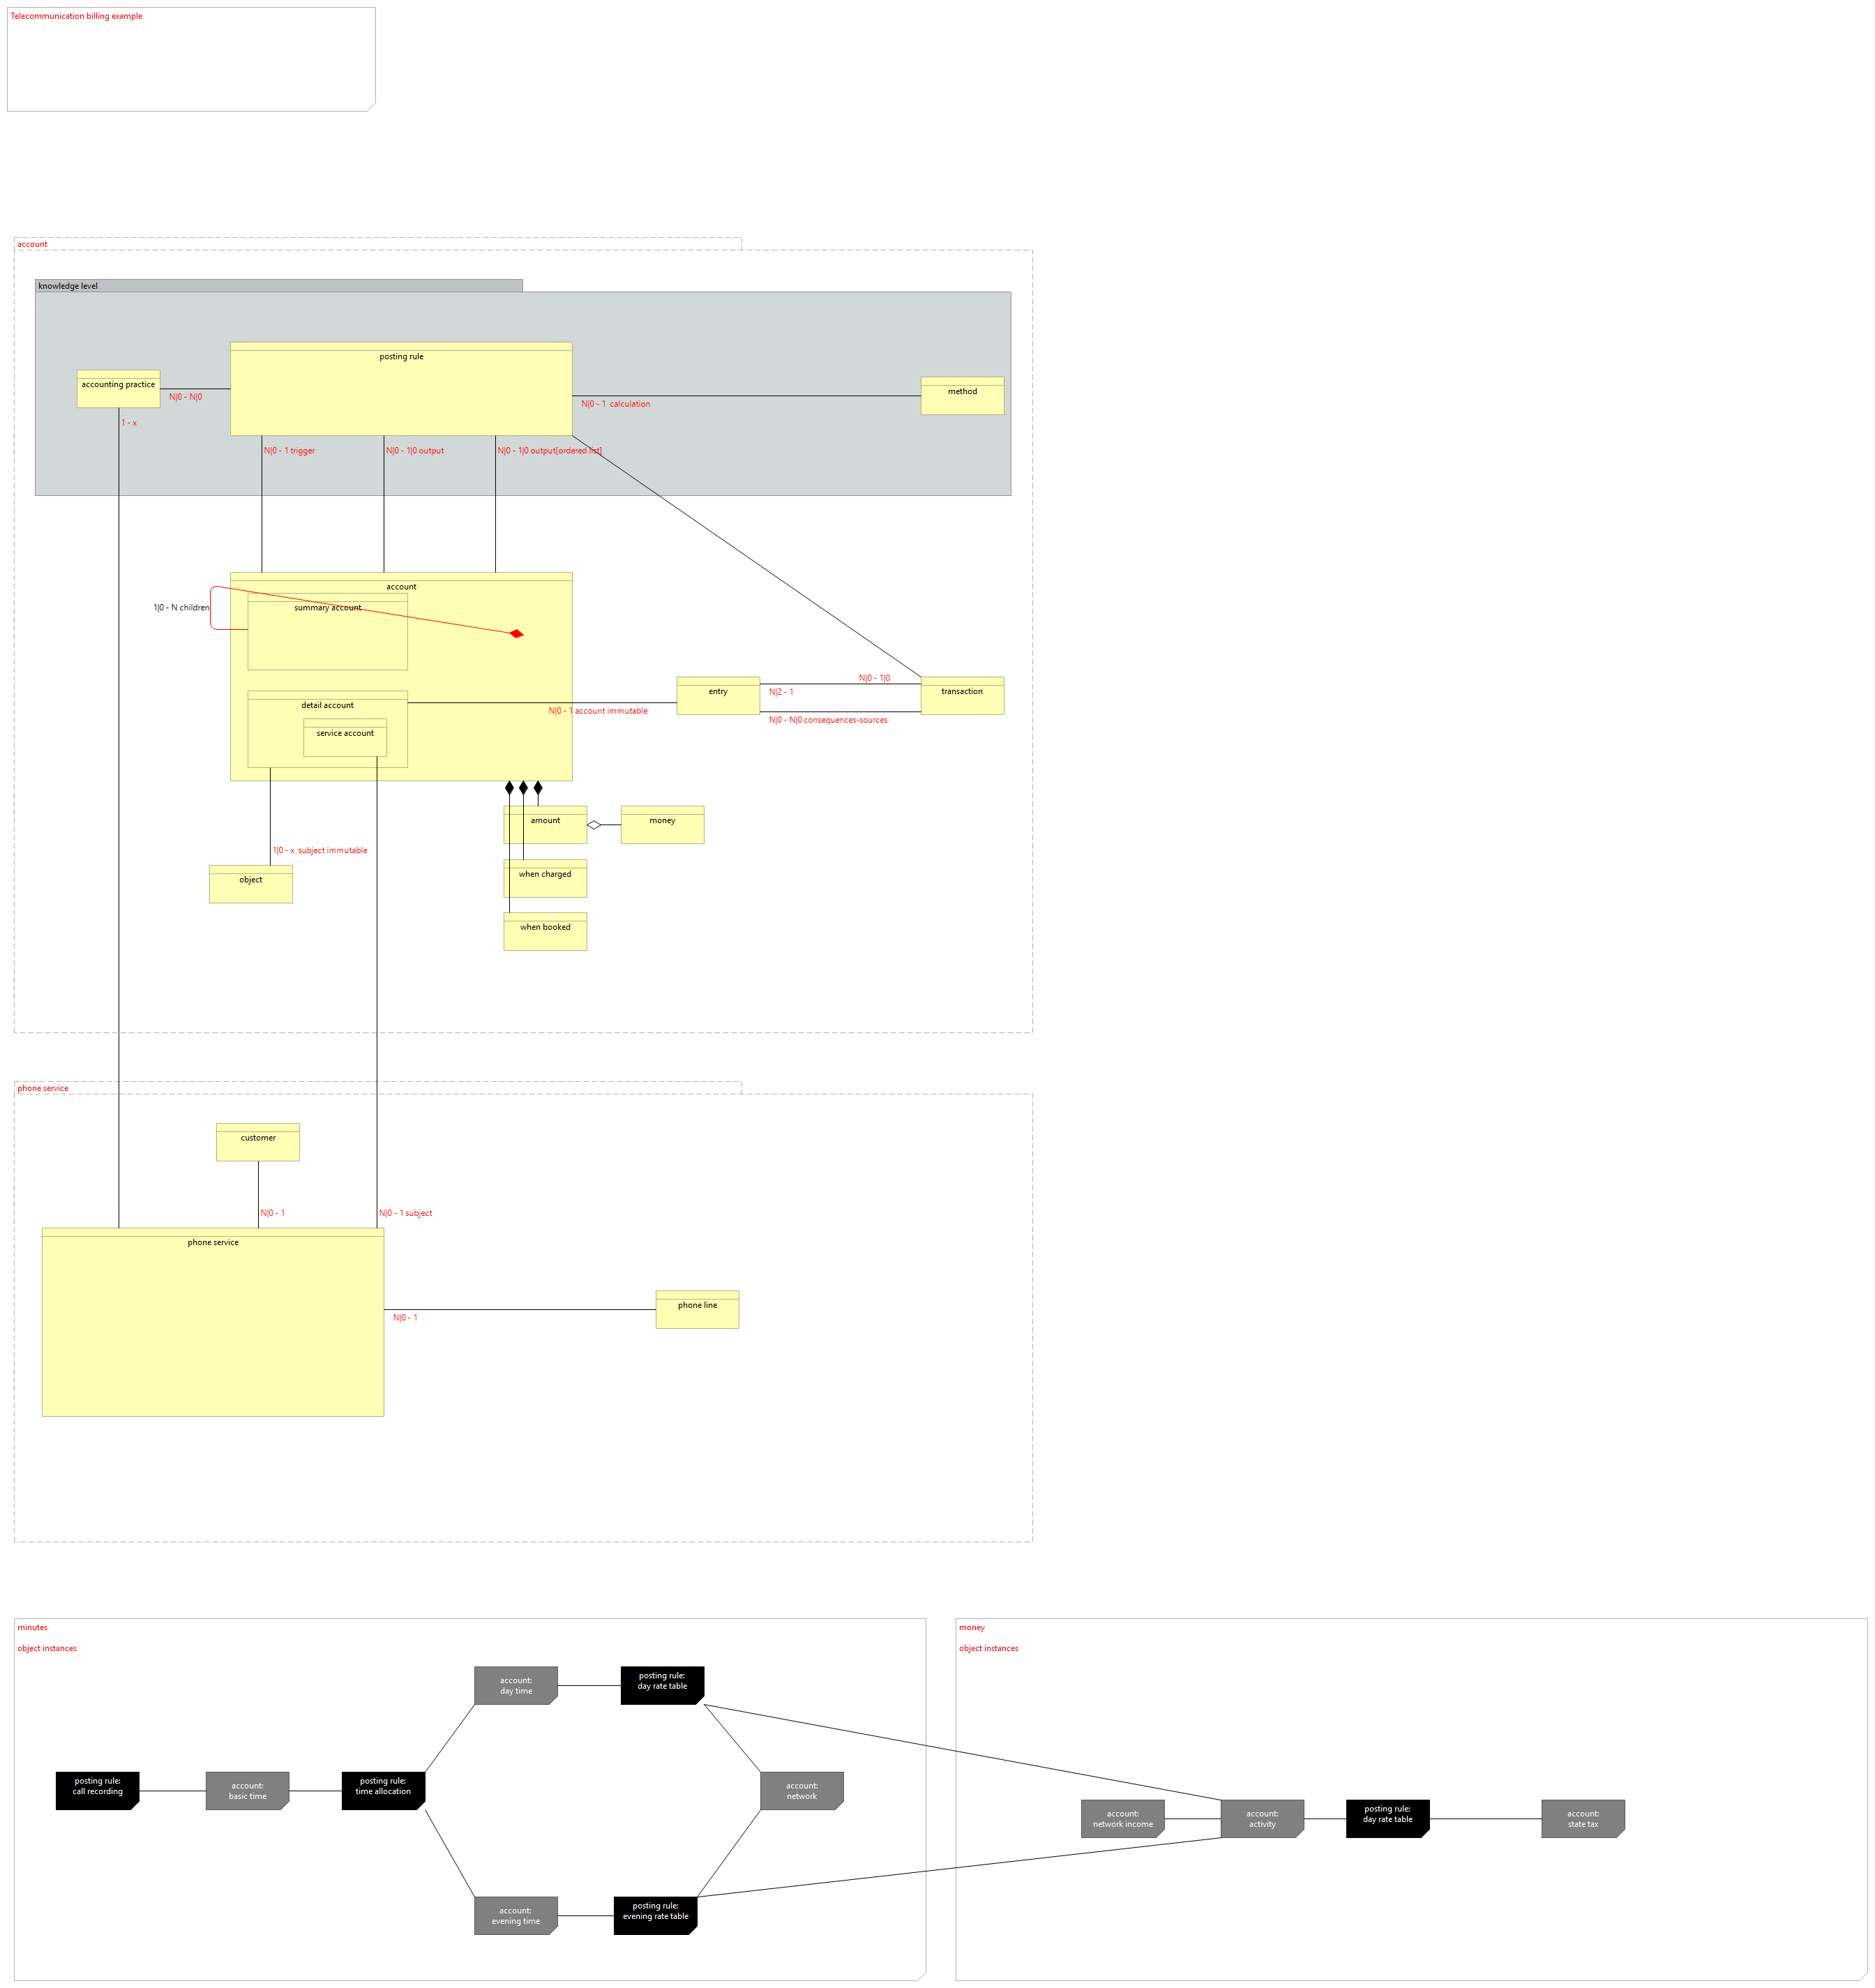 Telecommunication billing example
account
knowledge level
posting rule
accounting practice
method
N|0 - N|0
N|0 - 1  calculation
1 - x
N|0 - 1 trigger
N|0 - 1|0 output
N|0 - 1|0 output[ordered list]
account
1|0 - N children
summary account
N|0 - 1|0
entry
N|2 - 1
transaction
detail account
N|0 - 1 account immutable
N|0 - N|0 consequences-sources
service account
amount
money
1|0 - x  subject immutable
object
when charged
when booked
phone service
customer
N|0 - 1
N|0 - 1 subject
phone service
phone line
N|0 - 1
minutes
object instances
account:
day time
posting rule:
day rate table
posting rule:
call recording
account:
basic time
posting rule:
time allocation
account:
network
account:
evening time
posting rule:
evening rate table
money
object instances
account:
network income
account:
activity
posting rule:
day rate table
account:
state tax